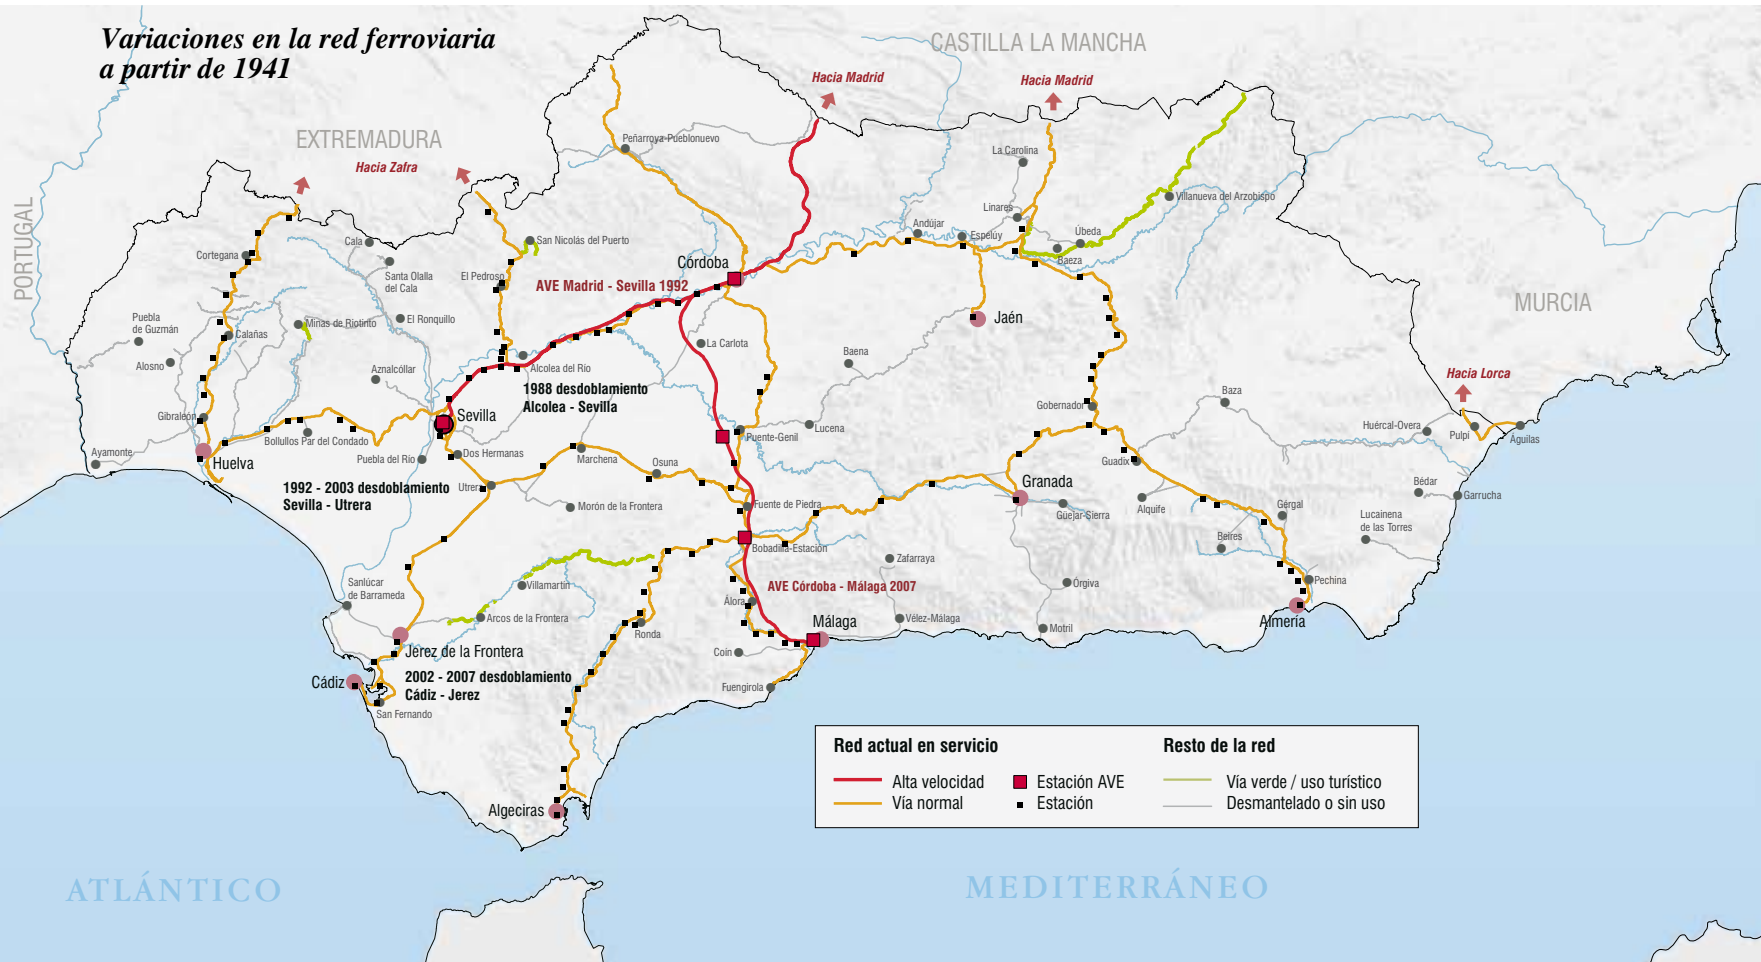 Variaciones en la red ferroviaria
a partir de 1941
CASTILLA LA MANCHA
Hacia Madrid
Hacia Madrid
EXTREMADURA
Hacia Zafra
PORTUGAL
MURCIA
Peñarroya-Pueblonuevo
La Carolina
Villanueva del Arzobispo
Linares
Andújar
Espelúy
Úbeda
Baeza
Cala
San Nicolás del Puerto
Cortegana
Santa Olalla
del Cala
El Pedroso
Córdoba
AVE Madrid - Sevilla 1992
Puebla
de Guzmán
Minas de Riotinto
El Ronquillo
Calañas
Jaén
La Carlota
Baena
Alosno
Aznalcóllar
Alcolea del Río
1988 desdoblamiento
Alcolea - Sevilla
Hacia Lorca
Baza
Gobernador
Gibraleón
Sevilla
Bollullos Par del Condado
Lucena
Puente-Genil
Huércal-Overa
Pulpí
Águilas
Ayamonte
Huelva
Puebla del Río
Dos Hermanas
Marchena
Osuna
Guadix
Granada
1992 - 2003 desdoblamiento
Sevilla - Utrera
Utrera
Morón de la Frontera
Fuente de Piedra
Güejar-Sierra
Alquife
Gérgal
Bédar
Garrucha
Lucainena
de las Torres
Beires
Bobadilla-Estación
Zafarraya
Sanlúcar
de Barrameda
Villamartín
AVE Córdoba - Málaga 2007
Órgiva
Pechina
Álora
Arcos de la Frontera
Ronda
Málaga
Vélez-Málaga
Motril
Almería
Jerez de la Frontera
Coín
2002 - 2007 desdoblamiento
Cádiz - Jerez
Cádiz
San Fernando
Fuengirola
Algeciras
Red actual en servicio
Resto de la red
Alta velocidad
Estación AVE
Vía verde / uso turístico
Vía normal
Estación
Desmantelado o sin uso
ATLÁNTICO
MEDITERRÁNEO